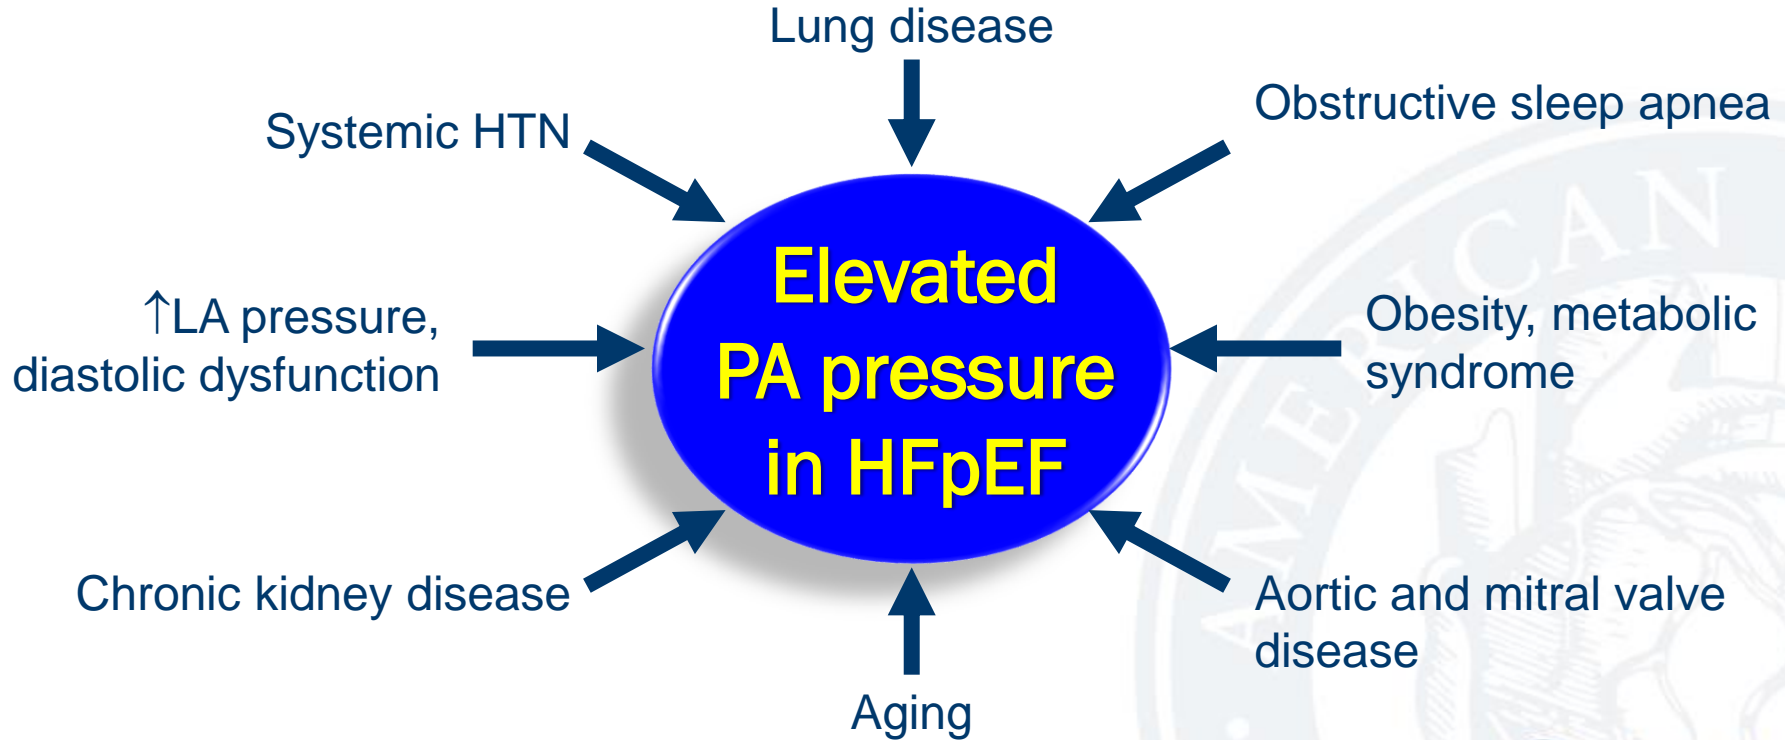 Lung disease
Obstructive sleep apnea
Systemic HTN
Elevated
PA pressure
in HFpEF
↑LA pressure,
diastolic dysfunction
Obesity, metabolic
syndrome
Chronic kidney disease
Aortic and mitral valve
disease
Aging
AMERICAN